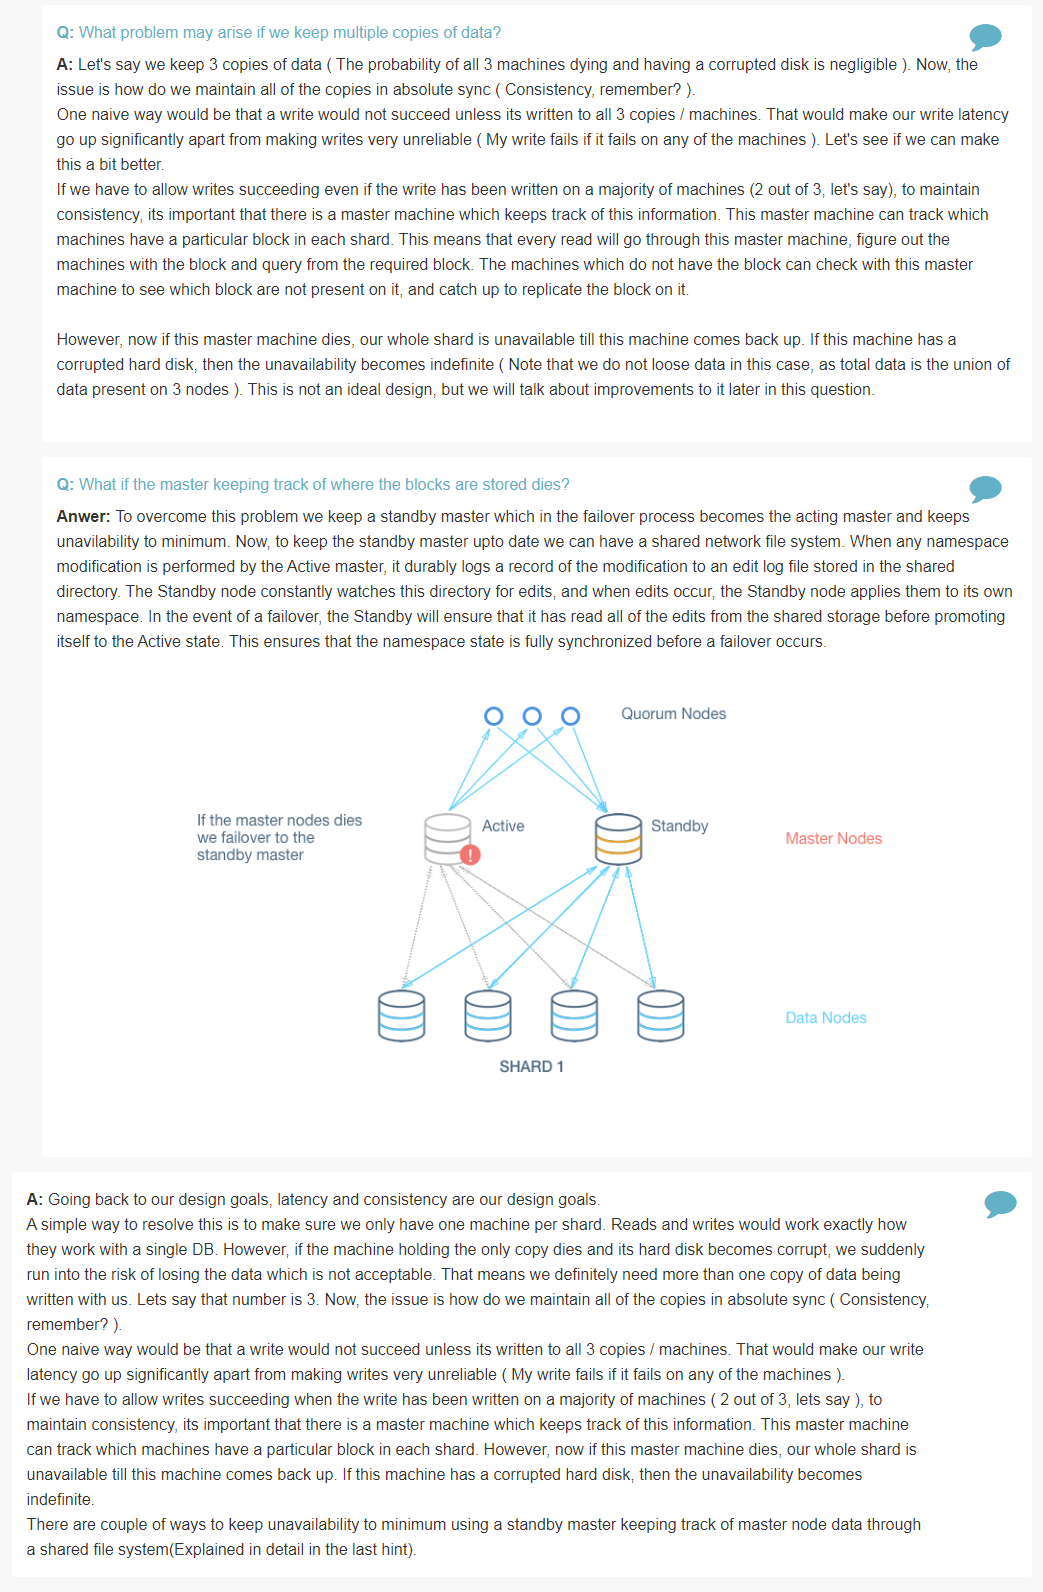 Q: What problem may arise if we keep multiple copies of data?
A: Let's say we keep 3 copies of data ( The probability of all 3 machines dying and having a corrupted disk is negligible ). Now, the
issue is how do we maintain all of the copies in absolute sync ( Consistency, remember? ).
One naive way would be that a write would not succeed unless its written to all 3 copies / machines. That would make our write latency
go up significantly apart from making writes very unreliable ( My write fails if it fails on any of the machines ). Let's see if we can make
this a bit better.
If we have to allow writes succeeding even if the write has been written on a majority of machines (2 out of 3, let's say), to maintain
consistency, its important that there is a master machine which keeps track of this information. This master machine can track which
machines have a particular block in each shard. This means that every read will go through this master machine, figure out the
machines with the block and query from the required block. The machines which do not have the block can check with this master
machine to see which block are not present on it, and catch up to replicate the block on it.
However, now if this master machine dies, our whole shard is unavailable till this machine comes back up. If this machine has a
corrupted hard disk, then the unavailability becomes indefinite ( Note that we do not loose data in this case, as total data is the union of
data present on 3 nodes ). This is not an ideal design, but we will talk about improvements to it later in this question.
Q: What if the master keeping track of where the blocks are stored dies?
Anwer: To overcome this problem we keep a standby master which in the failover process becomes the acting master and keeps
unavilability to minimum. Now, to keep the standby master upto date we can have a shared network file system. When any namespace
modification is performed by the Active master, it durably logs a record of the modification to an edit log file stored in the shared
directory. The Standby node constantly watches this directory for edits, and when edits occur, the Standby node applies them to its own
namespace. In the event of a failover, the Standby will ensure that it has read all of the edits from the shared storage before promoting
itself to the Active state. This ensures that the namespace state is fully synchronized before a failover occurs.
Quorum Nodes
If the master nodes dies
we failover to the
standby master
Active
Standby
!
Master Nodes
Data Nodes
SHARD 1
A: Going back to our design goals, latency and consistency are our design goals.
A simple way to resolve this is to make sure we only have one machine per shard. Reads and writes would work exactly how
they work with a single DB. However, if the machine holding the only copy dies and its hard disk becomes corrupt, we suddenly
run into the risk of losing the data which is not acceptable. That means we definitely need more than one copy of data being
written with us. Lets say that number is 3. Now, the issue is how do we maintain all of the copies in absolute sync ( Consistency,
remember? ).
One naive way would be that a write would not succeed unless its written to all 3 copies / machines. That would make our write
latency go up significantly apart from making writes very unreliable ( My write fails if it fails on any of the machines ).
If we have to allow writes succeeding when the write has been written on a majority of machines ( 2 out of 3, lets say ), to
maintain consistency, its important that there is a master machine which keeps track of this information. This master machine
can track which machines have a particular block in each shard. However, now if this master machine dies, our whole shard is
unavailable till this machine comes back up. If this machine has a corrupted hard disk, then the unavailability becomes
indefinite.
There are couple of ways to keep unavailability to minimum using a standby master keeping track of master node data through
a shared file system(Explained in detail in the last hint).